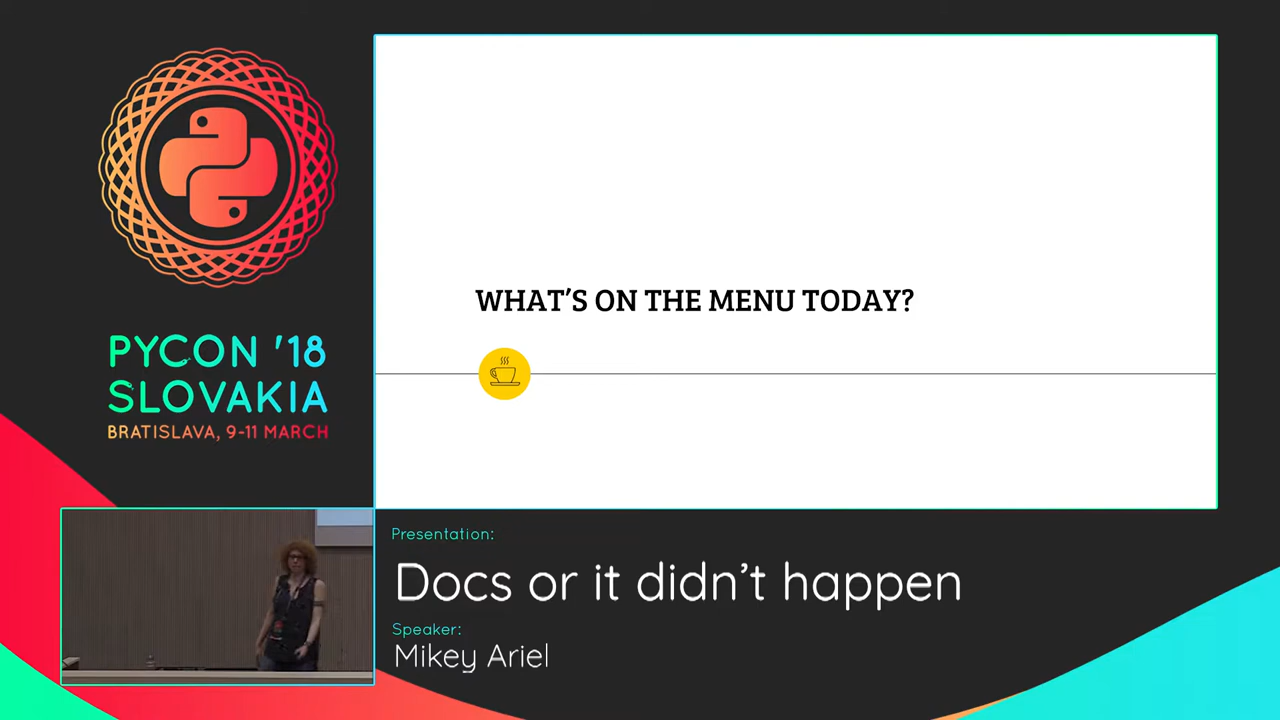 WHAT'S ON THE MENU TODAY?
PYCON '18
SLOVAKIA
BRATISLAVA, 9-11 MARCH
Presentation:
Docs or it didn't happen
Speaker:
Mikey Ariel